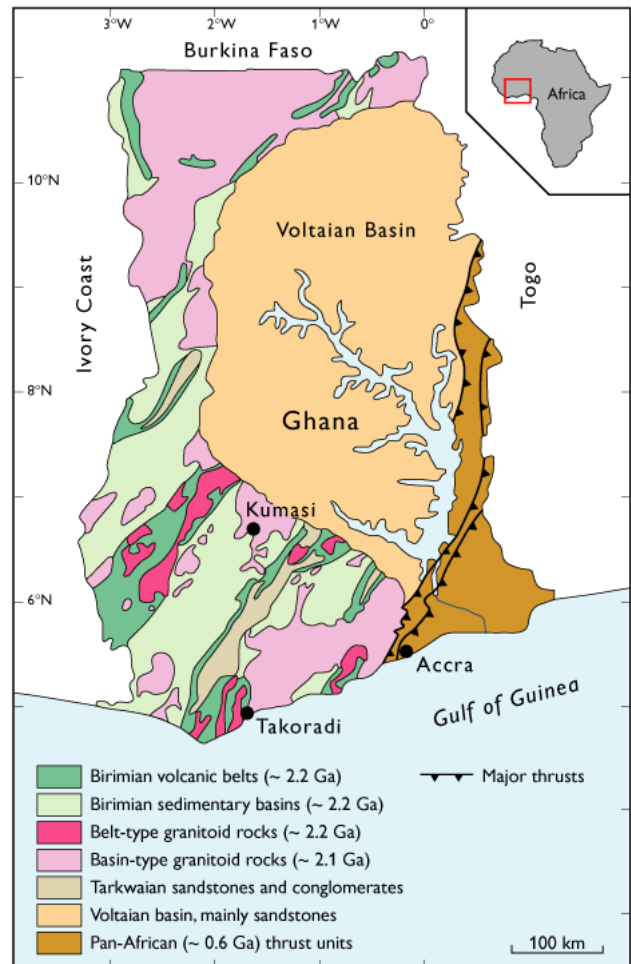 3°W
2°W
1°W
0°
Burkina Faso
Africa
10°N
Voltaian Basin
Ivory Coast
Togo
8°N
Ghana
Kumasi
6°N
Accra
Gulf of Guinea
Takoradi
Birimian volcanic belts (~ 2.2 Ga)
Major thrusts
Birimian sedimentary basins (~ 2.2 Ga)
Belt-type granitoid rocks (~ 2.2 Ga)
Basin-type granitoid rocks (~ 2.1 Ga)
Tarkwaian sandstones and conglomerates
Voltaian basin, mainly sandstones
Pan-African (~ 0.6 Ga) thrust units
100 km